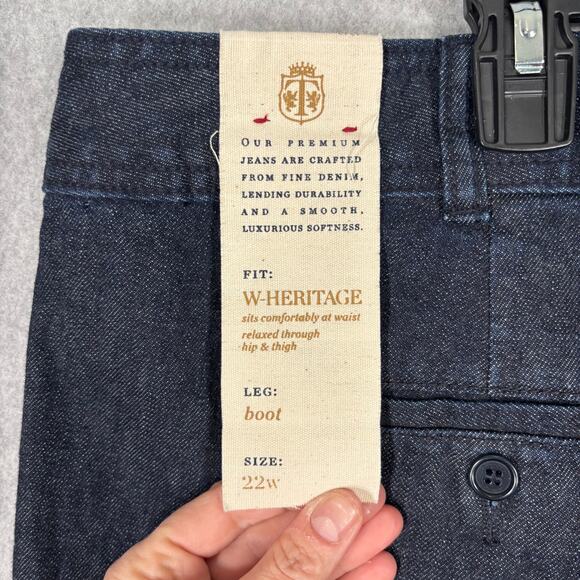 T
OUR PREMIUM
JEANS ARE CRAFTED
FROM FINE DENIM,
LENDING DURABILITY
AND A SMOOTH,
LUXURIOUS SOFTNESS.
FIT:
W-HERITAGE
sits comfortably at waist
relaxed through
hip & thigh
LEG:
boot
SIZE:
22W